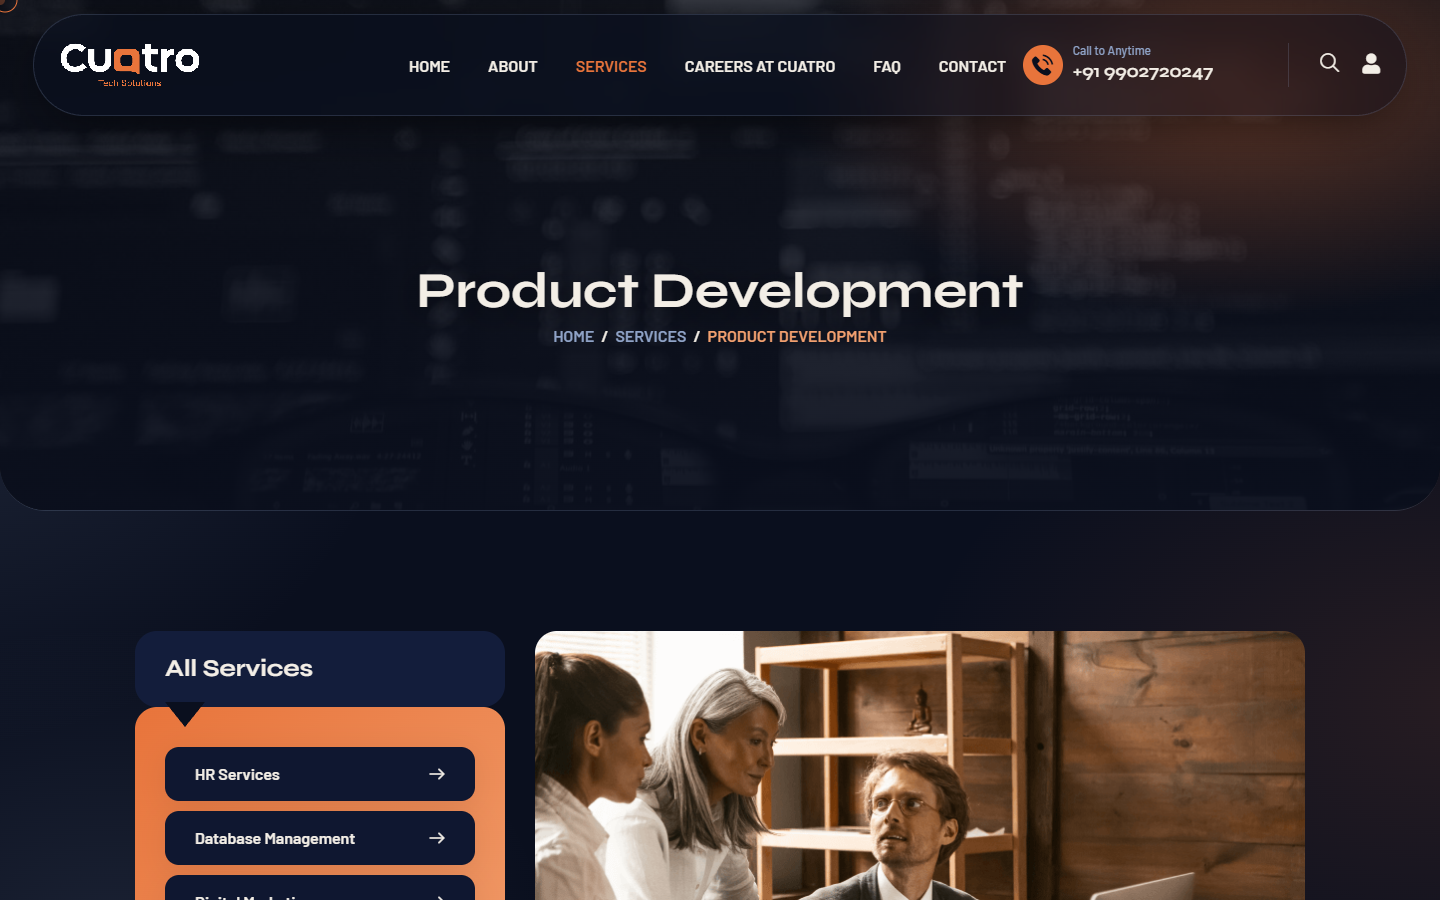 Cuatro
Tech Solutions
HOME
ABOUT
SERVICES
CAREERS AT CUATRO
FAQ
CONTACT
Call to Anytime
+91 9902720247
Product Development
HOME / SERVICES / PRODUCT DEVELOPMENT
All Services
HR Services
Database Management